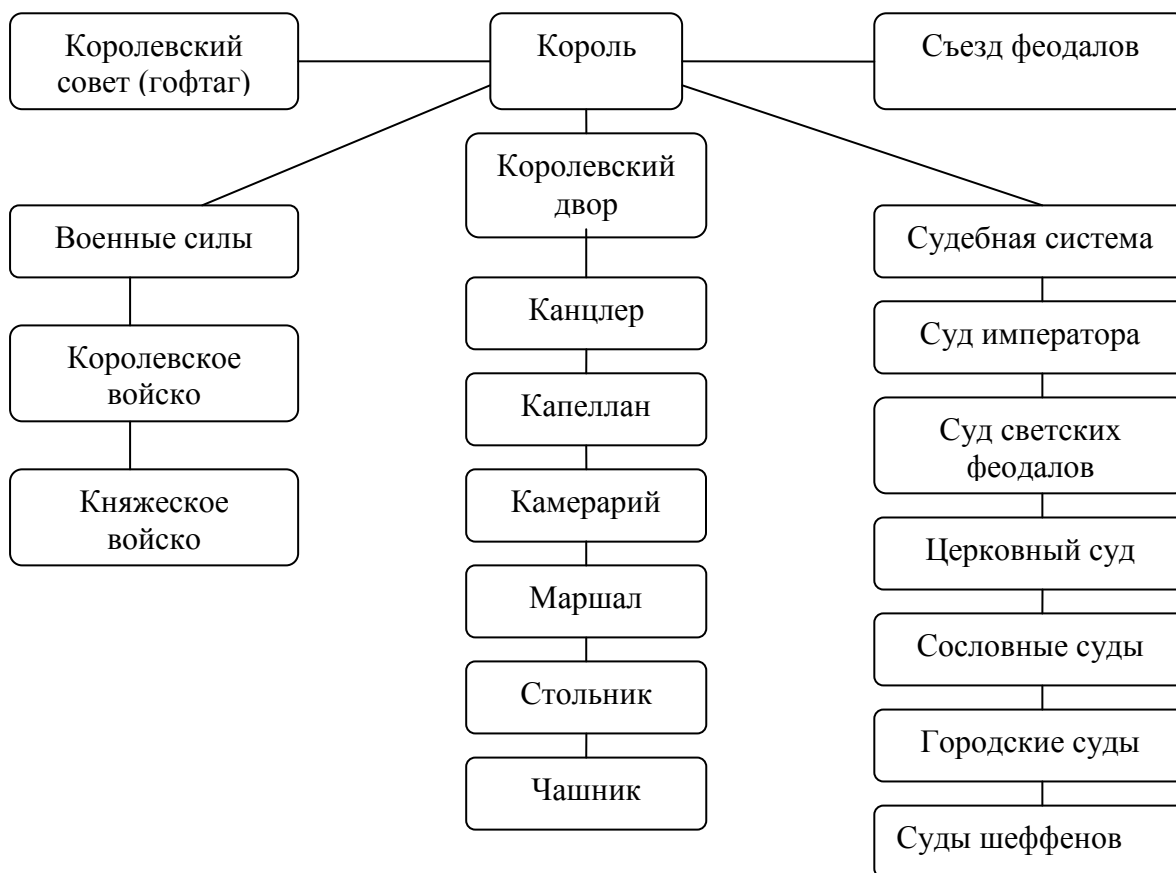 Королевский
совет (гофтаг)
Король
Съезд феодалов
Королевский
двор
Военные силы
Судебная система
Канцлер
Суд императора
Королевское
войско
Капеллан
Суд светских
феодалов
Княжеское
войско
Камерарий
Церковный суд
Маршал
Сословные суды
Стольник
Городские суды
Чашник
Суды шеффенов